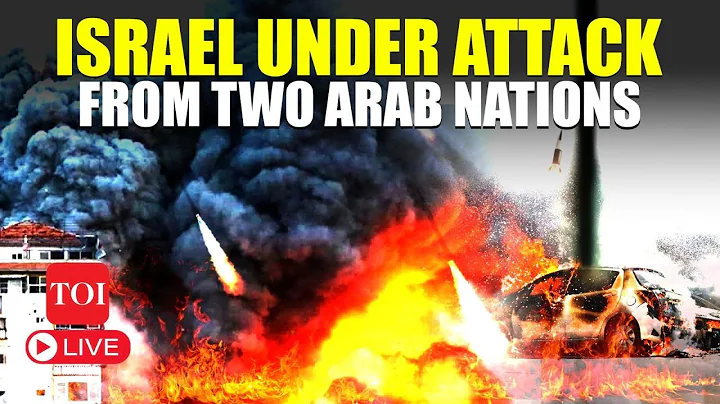 ISRAEL UNDER ATTACK
FROM TWO ARAB NATIONS
TOI
LIVE